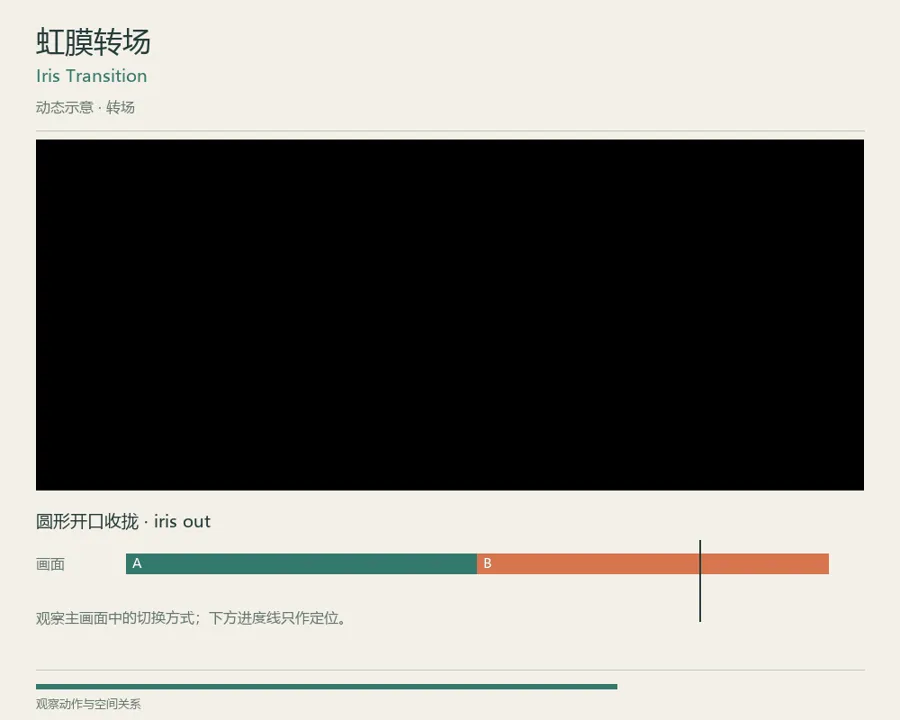 虹膜转场
Iris Transition
动态示意 · 转场
圆形开口收拢 · iris out
画面
A
B
观察主画面中的切换方式；下方进度线只作定位。
观察动作与空间关系